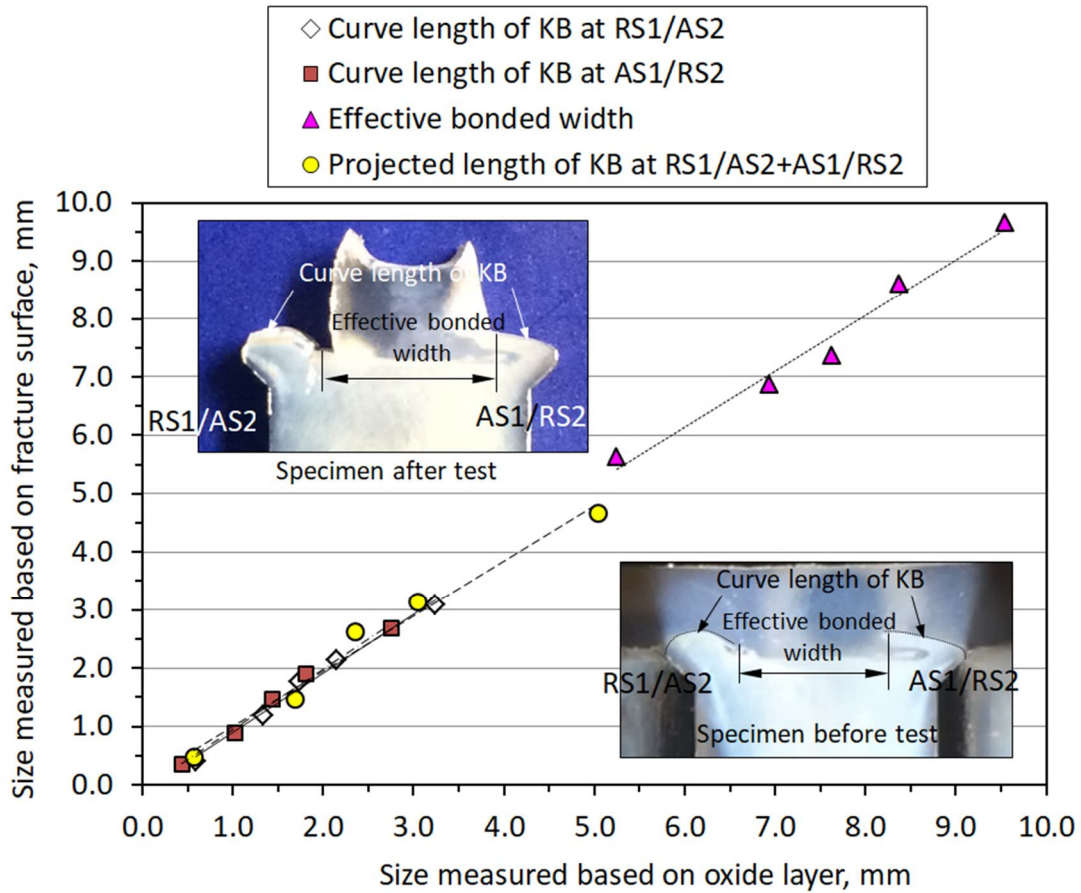 Curve length of KB at RS1/AS2
Curve length of KB at AS1/RS2
Effective bonded width
Projected length of KB at RS1/AS2+AS1/RS2
Size measured based on fracture surface, mm
10.0
9.0
8.0
7.0
6.0
5.0
4.0
3.0
2.0
1.0
0.0
Curve length of KB
Effective bonded
width
RS1/AS2
AS1/RS2
Specimen after test
Curve length of KB
Effective bonded
width
RS1/AS2
AS1/RS2
Specimen before test
0.0 1.0 2.0 3.0 4.0 5.0 6.0 7.0 8.0 9.0 10.0
Size measured based on oxide layer, mm